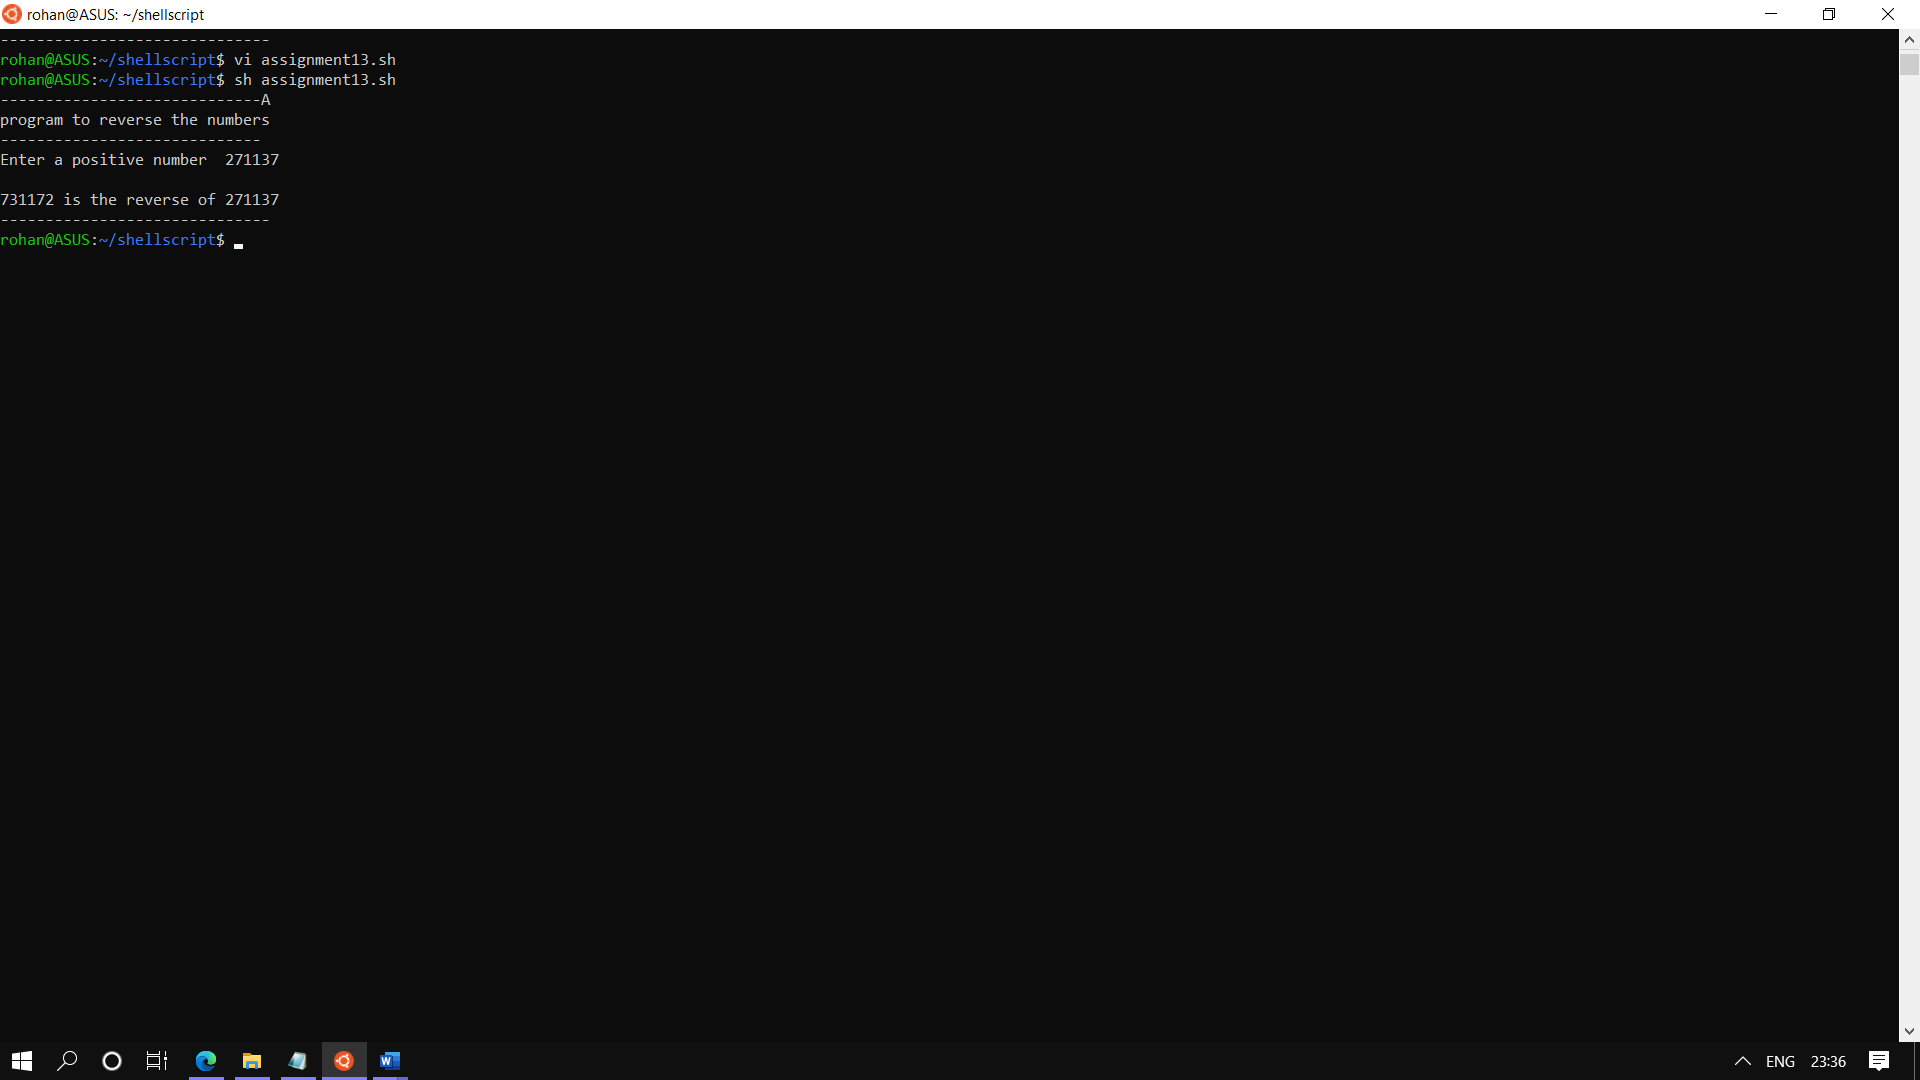 rohan@ASUS: ~/shellscript
------------------------------
rohan@ASUS:~/shellscript$ vi assignment13.sh
rohan@ASUS:~/shellscript$ sh assignment13.sh
-----------------------------A
program to reverse the numbers
-----------------------------
Enter a positive number  271137

731172 is the reverse of 271137
------------------------------
rohan@ASUS:~/shellscript$
W
ENG 23:36